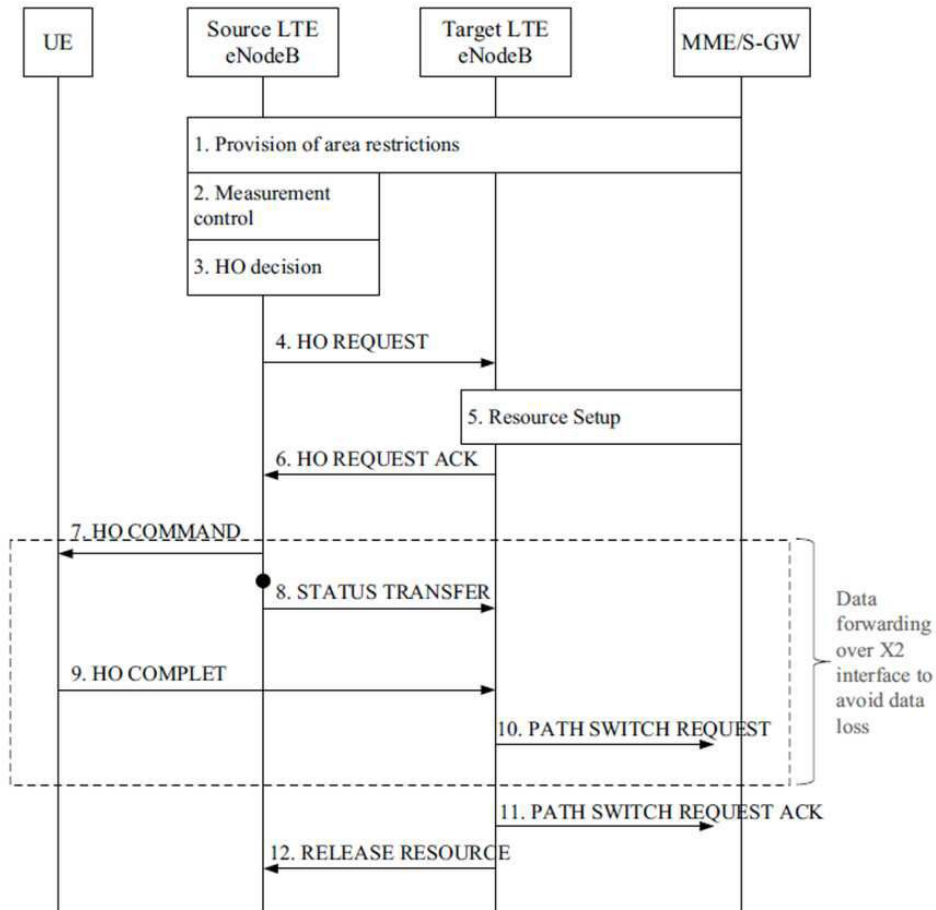 UE
Source LTE
eNodeB
Target LTE
eNodeB
MME/S-GW
1. Provision of area restrictions
2. Measurement
control
3. HO decision
4. HO REQUEST
5. Resource Setup
6. HO REQUEST ACK
7. HO COMMAND
8. STATUS TRANSFER
9. HO COMPLET
10. PATH SWITCH REQUEST
Data
forwarding
over X2
interface to
avoid data
loss
11. PATH SWITCH REQUEST ACK
12. RELEASE RESOURCE